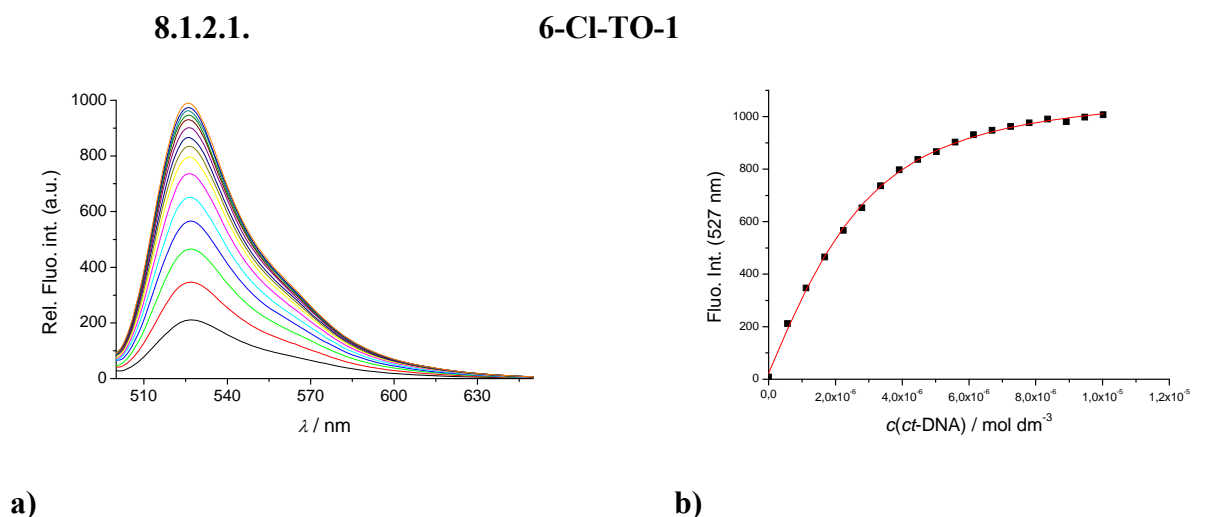 8.1.2.1. 6-Cl-TO-1
Rel. Fluo. int. (a.u.)
1000
800
600
400
200
0
510 540 570 600 630
λ / nm
Fluo. Int. (527 nm)
1000
800
600
400
200
0
0,0 2,0x10⁻⁶ 4,0x10⁻⁶ 6,0x10⁻⁶ 8,0x10⁻⁶ 1,0x10⁻⁵ 1,2x10⁻⁵
c(ct-DNA) / mol dm⁻³
a) b)